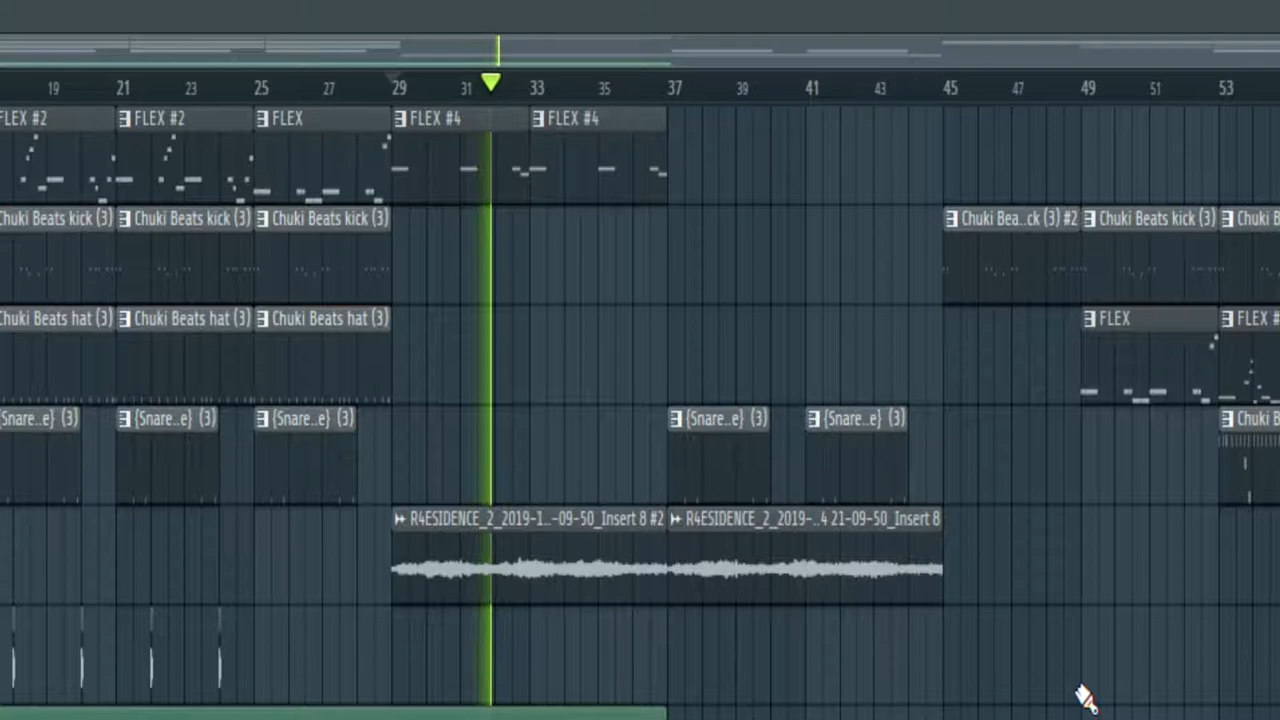 19 21 23 25 27 29 31 33 35 37 39 41 43 45 47 49 51 53
FLEX #2 FLEX #2 FLEX FLEX #4 FLEX #4
Chuki Beats kick (3) Chuki Beats kick (3) Chuki Beats kick (3) Chuki Bea..ck (3) #2 Chuki Beats kick (3) Chuki B
Chuki Beats hat (3) Chuki Beats hat (3) Chuki Beats hat (3) FLEX FLEX #
{Snare..e} (3) {Snare..e} (3) {Snare..e} (3) {Snare..e} (3) {Snare..e} (3) Chuki B
R4ESIDENCE_2_2019-1..-09-50_Insert 8 #2 R4ESIDENCE_2_2019-..4 21-09-50_Insert 8